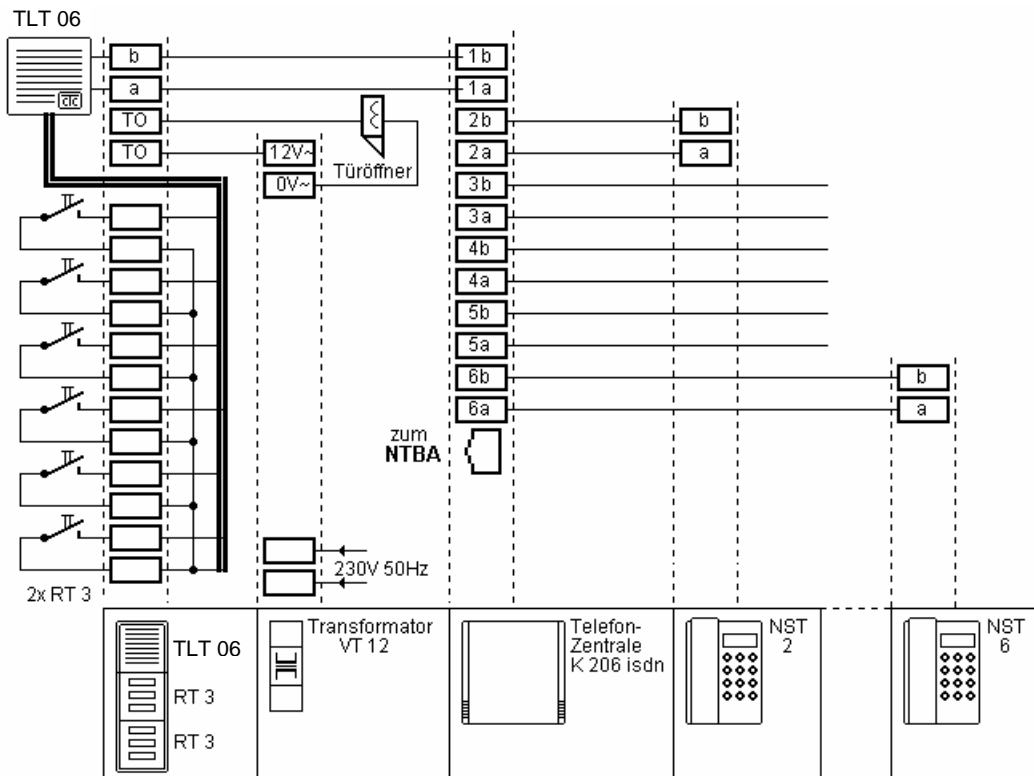 TLT 06
CTC
b
a
TO
TO
12V~
0V~
Türöffner
1b
1a
2b
2a
3b
3a
4b
4a
5b
5a
6b
6a
b
a
b
a
zum
NTBA
230V 50Hz
2x RT 3
TLT 06
RT 3
RT 3
Transformator
VT 12
Telefon-
Zentrale
K 206 isdn
NST
2
NST
6